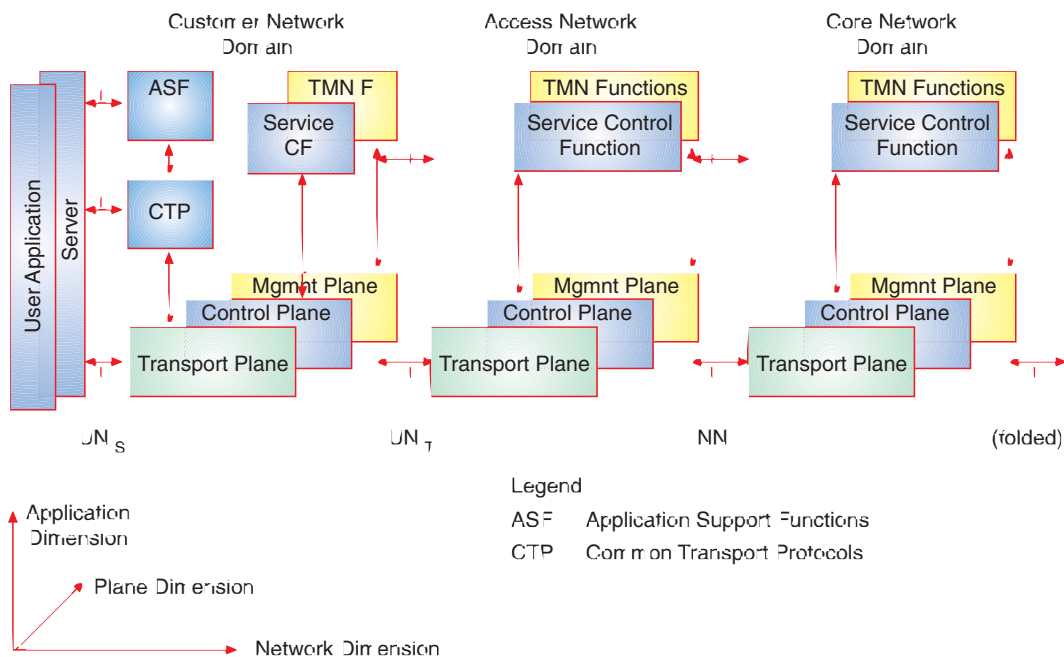 Customer Network
Domain
Access Network
Domain
Core Network
Domain
User Application
Server
ASF
CTP
TMN F
Service
CF
TMN Functions
Service Control
Function
TMN Functions
Service Control
Function
Mgmnt Plane
Control Plane
Transport Plane
Mgmnt Plane
Control Plane
Transport Plane
Mgmnt Plane
Control Plane
Transport Plane
UN S
UN T
NN
(folded)
Application
Dimension
Plane Dimension
Network Dimension
Legend
ASF Application Support Functions
CTP Common Transport Protocols